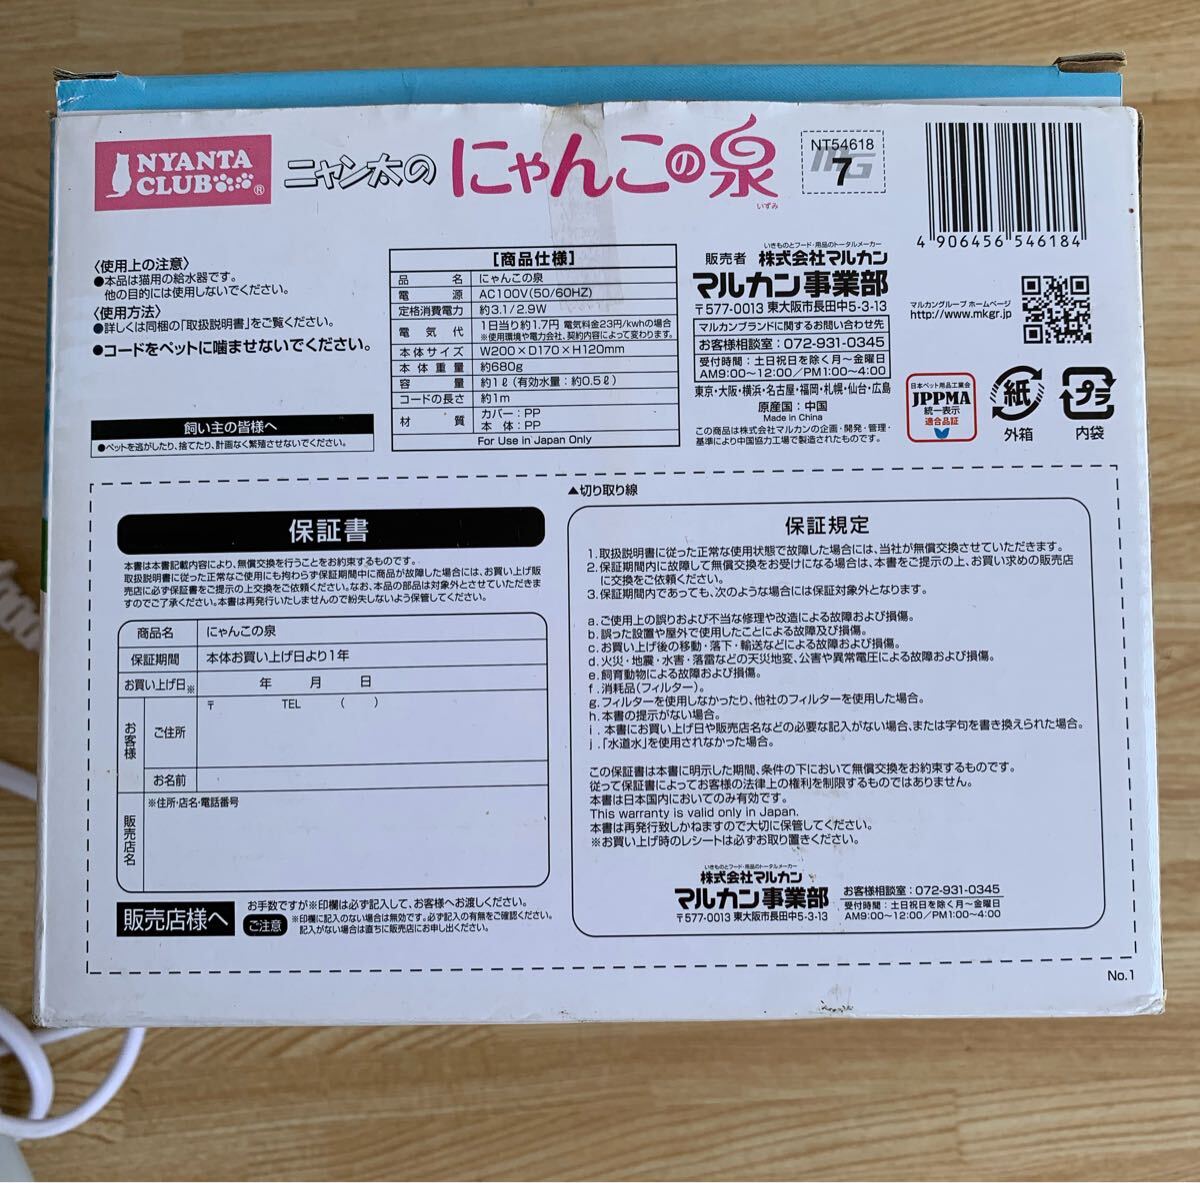 NYANTA
CLUB ®
ニャン太の にゃんこの泉
いずみ
NT54618
MG
7
4 906456 546184
〈使用上の注意〉
●本品は猫用の給水器です。
他の目的には使用しないでください。
〈使用方法〉
●詳しくは同梱の「取扱説明書」をご覧ください。
●コードをペットに噛ませないでください。
飼い主の皆様へ
●ペットを逃がしたり、捨てたり、計画なく繁殖させないでください。
【商品仕様】
品名 にゃんこの泉
電源 AC100V(50/60HZ)
定格消費電力 約3.1/2.9W
電気代 1日当り約1.7円 電気料金23円/kwhの場合
※使用環境や電力会社、契約内容によって変わります。
本体サイズ W200×D170×H120mm
本体重量 約680g
容量 約1ℓ(有効水量：約0.5ℓ)
コードの長さ 約1m
材質 カバー：PP
本体：PP
For Use in Japan Only
いきものとフード・用品のトータルメーカー
販売者 株式会社マルカン
マルカン事業部
〒577-0013 東大阪市長田中5-3-13
マルカンブランドに関するお問い合わせ先
お客様相談室：072-931-0345
受付時間：土日祝日を除く月〜金曜日
AM9:00〜12:00/PM1:00〜4:00
東京・大阪・横浜・名古屋・福岡・札幌・仙台・広島
原産国：中国
Made in China
この商品は株式会社マルカンの企画・開発・管理・
基準により中国協力工場で製造されたものです。
マルカングループ ホームページ
http://www.mkgr.jp
日本ペット用品工業会
JPPMA
統一表示
適合品証
紙
外箱
プラ
内袋
▲切り取り線
保証書
本書は本書記載内容により、無償交換を行うことをお約束するものです。
取扱説明書に従った正常なご使用にも拘わらず保証期間中に商品が故障した場合には、お買い上げ販
売店に必ず保証書をご提示の上交換をご依頼ください。なお、本品の部品は対象外とさせていただきま
すのでご了承ください。本書は再発行いたしませんので紛失しないよう保管してください。
商品名 にゃんこの泉
保証期間 本体お買い上げ日より1年
お買い上げ日※ 年 月 日
お客様
ご住所 〒 TEL ( )
お名前
販売店名 ※住所・店名・電話番号
販売店様へ
お手数ですが※印欄は必ず記入して、お客様へお渡しください。
ご注意 ※印欄に記入のない場合は無効です。必ず記入の有無をご確認ください。
記入がない場合は直ちに販売店にお申し出ください。
保証規定
1.取扱説明書に従った正常な使用状態で故障した場合には、当社が無償交換させていただきます。
2.保証期間内に故障して無償交換をお受けになる場合は、本書をご提示の上、お買い求めの販売店
に交換をご依頼ください。
3.保証期間内であっても、次のような場合には保証対象外となります。
a.ご使用上の誤りおよび不当な修理や改造による故障および損傷。
b.誤った設置や屋外で使用したことによる故障及び損傷。
c.お買い上げ後の移動・落下・輸送などによる故障および損傷。
d.火災・地震・水害・落雷などの天災地変、公害や異常電圧による故障および損傷。
e.飼育動物による故障および損傷。
f.消耗品(フィルター)。
g.フィルターを使用しなかったり、他社のフィルターを使用した場合。
h.本書の提示がない場合。
i.本書にお買い上げ日や販売店名などの必要な記入がない場合、または字句を書き換えられた場合。
j.「水道水」を使用されなかった場合。
この保証書は本書に明示した期間、条件の下において無償交換をお約束するものです。
従って保証書によってお客様の法律上の権利を制限するものではありません。
本書は日本国内においてのみ有効です。
This warranty is valid only in Japan.
本書は再発行致しかねますので大切に保管してください。
※お買い上げ時のレシートは必ずお取り置きください。
いきものとフード・用品のトータルメーカー
株式会社マルカン
マルカン事業部
〒577-0013 東大阪市長田中5-3-13
お客様相談室：072-931-0345
受付時間：土日祝日を除く月〜金曜日
AM9:00〜12:00/PM1:00〜4:00
No.1